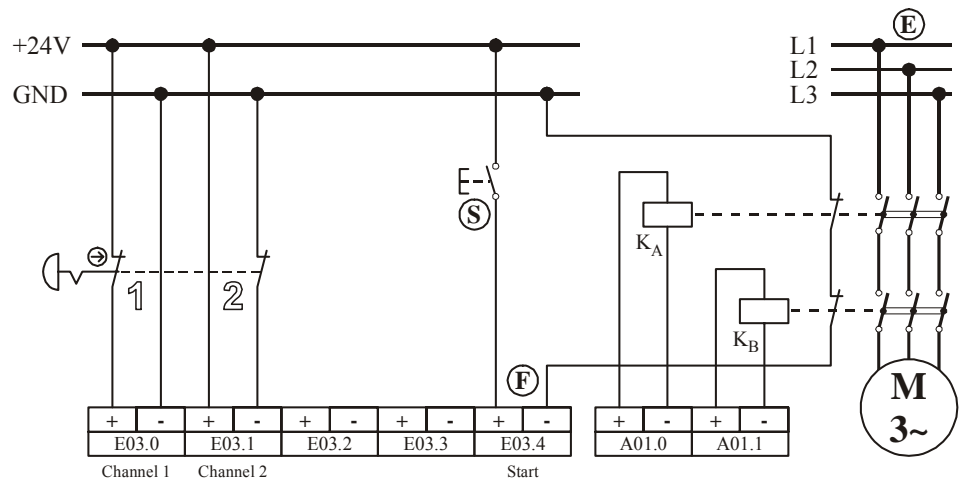 E
+24V
L1
L2
GND
L3
S
K_A
1
2
K_B
F
M
3~
+ - + - + - + - + - + - + -
E03.0 E03.1 E03.2 E03.3 E03.4 A01.0 A01.1
Channel 1 Channel 2 Start